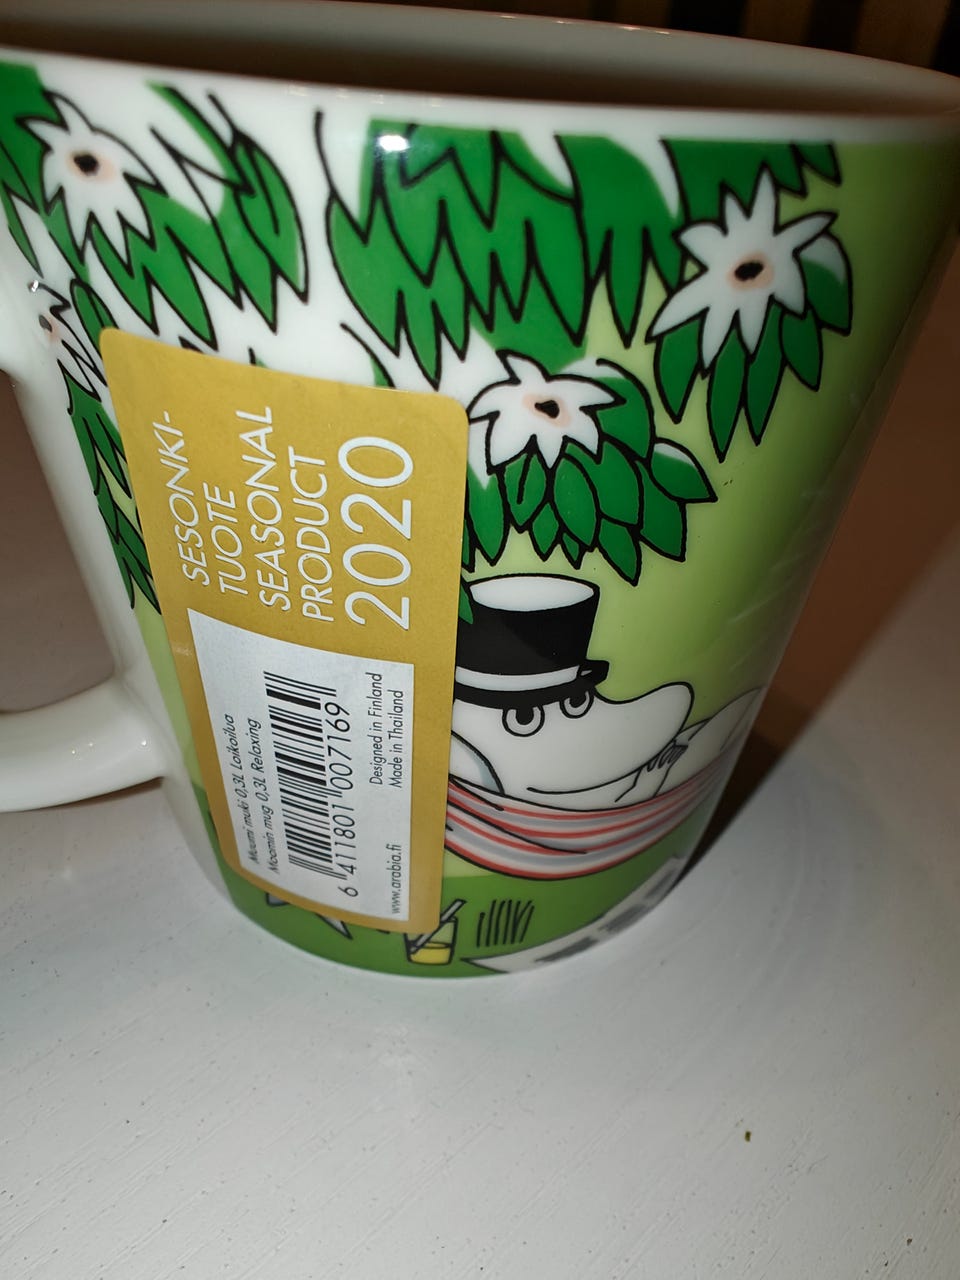 SESONKI-
TUOTE
SEASONAL
PRODUCT
2020
Muumi muki 0,3L Laiskoilua
Moomin mug 0,3L Relaxing
6 411801 007169
Designed in Finland
Made in Thailand
www.arabia.fi